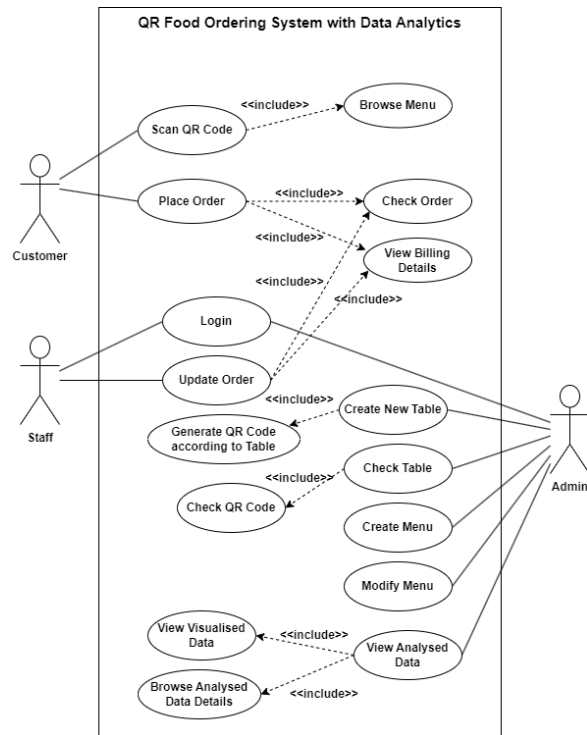 QR Food Ordering System with Data Analytics
<<include>>
Browse Menu
Scan QR Code
Customer
Place Order
<<include>>
Check Order
<<include>>
View Billing
Details
<<include>>
<<include>>
Login
Staff
Update Order
Create New Table
<<include>>
Generate QR Code
according to Table
Check Table
<<include>>
Check QR Code
Admin
Create Menu
Modify Menu
View Visualised
Data
<<include>>
View Analysed
Data
Browse Analysed
Data Details
<<include>>